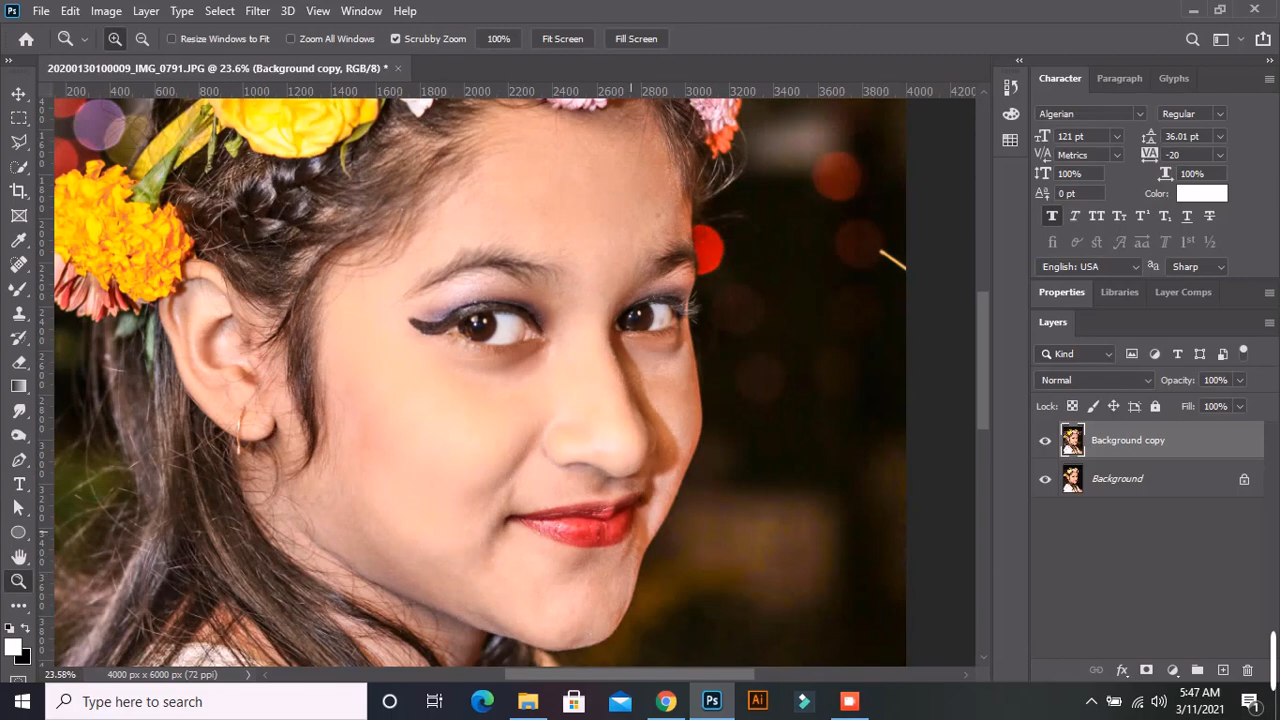 Ps File Edit Image Layer Type Select Filter 3D View Window Help
Resize Windows to Fit Zoom All Windows Scrubby Zoom 100% Fit Screen Fill Screen
20200130100009_IMG_0791.JPG @ 23.6% (Background copy, RGB/8) *
200 400 600 800 1000 1200 1400 1600 1800 2000 2200 2400 2600 2800 3000 3200 3400 3600 3800 4000 4200
Character Paragraph Glyphs
Algerian Regular
121 pt 36.01 pt
Metrics -20
100% 100%
0 pt Color:
English: USA Sharp
Properties Libraries Layer Comps
Layers
Kind
Normal Opacity: 100%
Lock: Fill: 100%
Background copy
Background
23.58% 4000 px x 6000 px (72 ppi)
Type here to search
Ps Ai
5:47 AM
3/11/2021
1